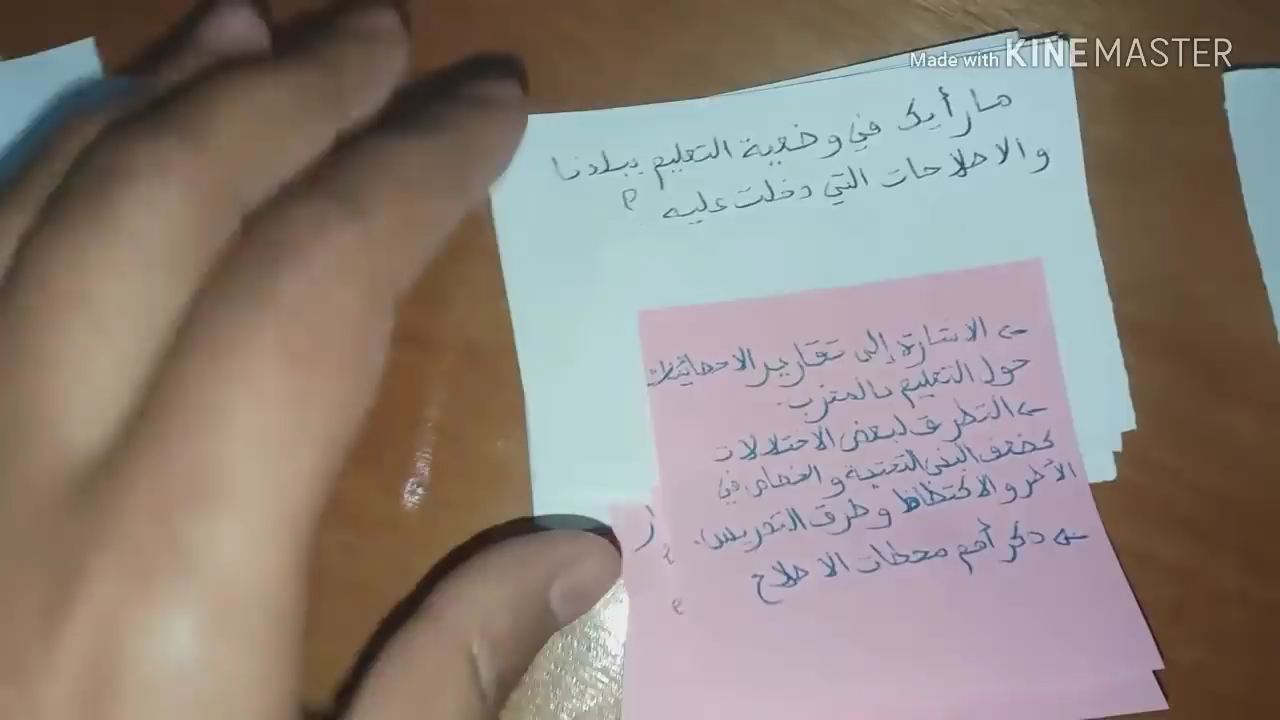 Made with KINEMASTER
ما رأيك في وضعية التعليم ببلدنا
والاصلاحات التي دخلت عليه ؟
← الاشارة إلى تقارير الاحصائيات
حول التعليم بالمغرب.
← التطرق لبعض الاختلالات
كضعف البنى التحتية والخصاص في
الأطر والاكتظاظ وطرق التدريس.
← ذكر أهم محطات الاصلاح